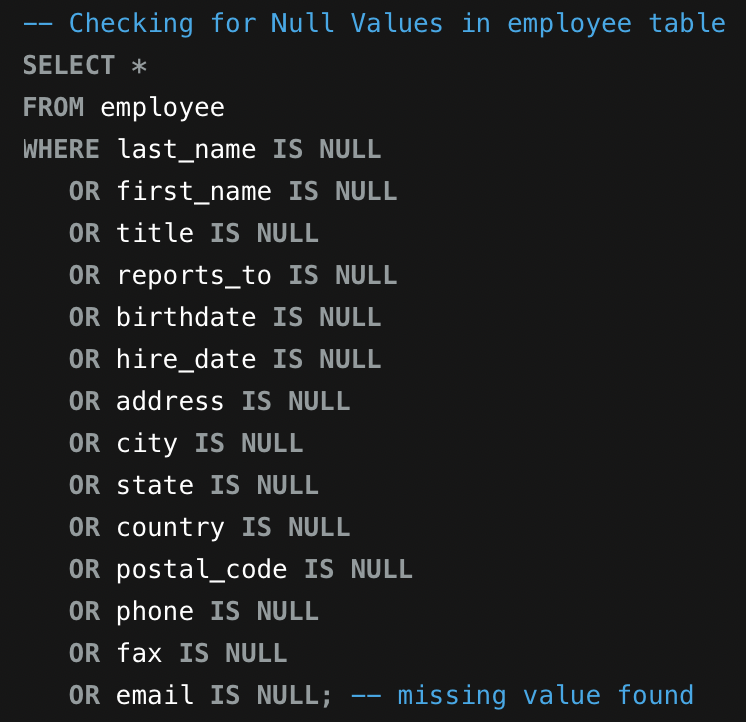 -- Checking for Null Values in employee table
SELECT *
FROM employee
WHERE last_name IS NULL
   OR first_name IS NULL
   OR title IS NULL
   OR reports_to IS NULL
   OR birthdate IS NULL
   OR hire_date IS NULL
   OR address IS NULL
   OR city IS NULL
   OR state IS NULL
   OR country IS NULL
   OR postal_code IS NULL
   OR phone IS NULL
   OR fax IS NULL
   OR email IS NULL; -- missing value found